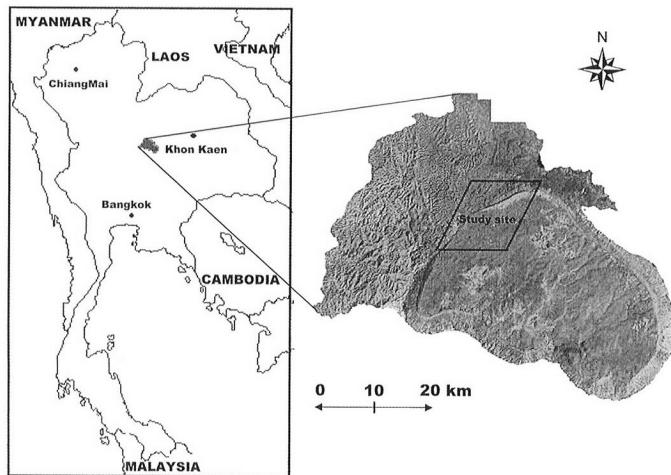 MYANMAR
LAOS
VIETNAM
ChiangMai
Khon Kaen
Bangkok
CAMBODIA
MALAYSIA
N
Study site
0 10 20 km